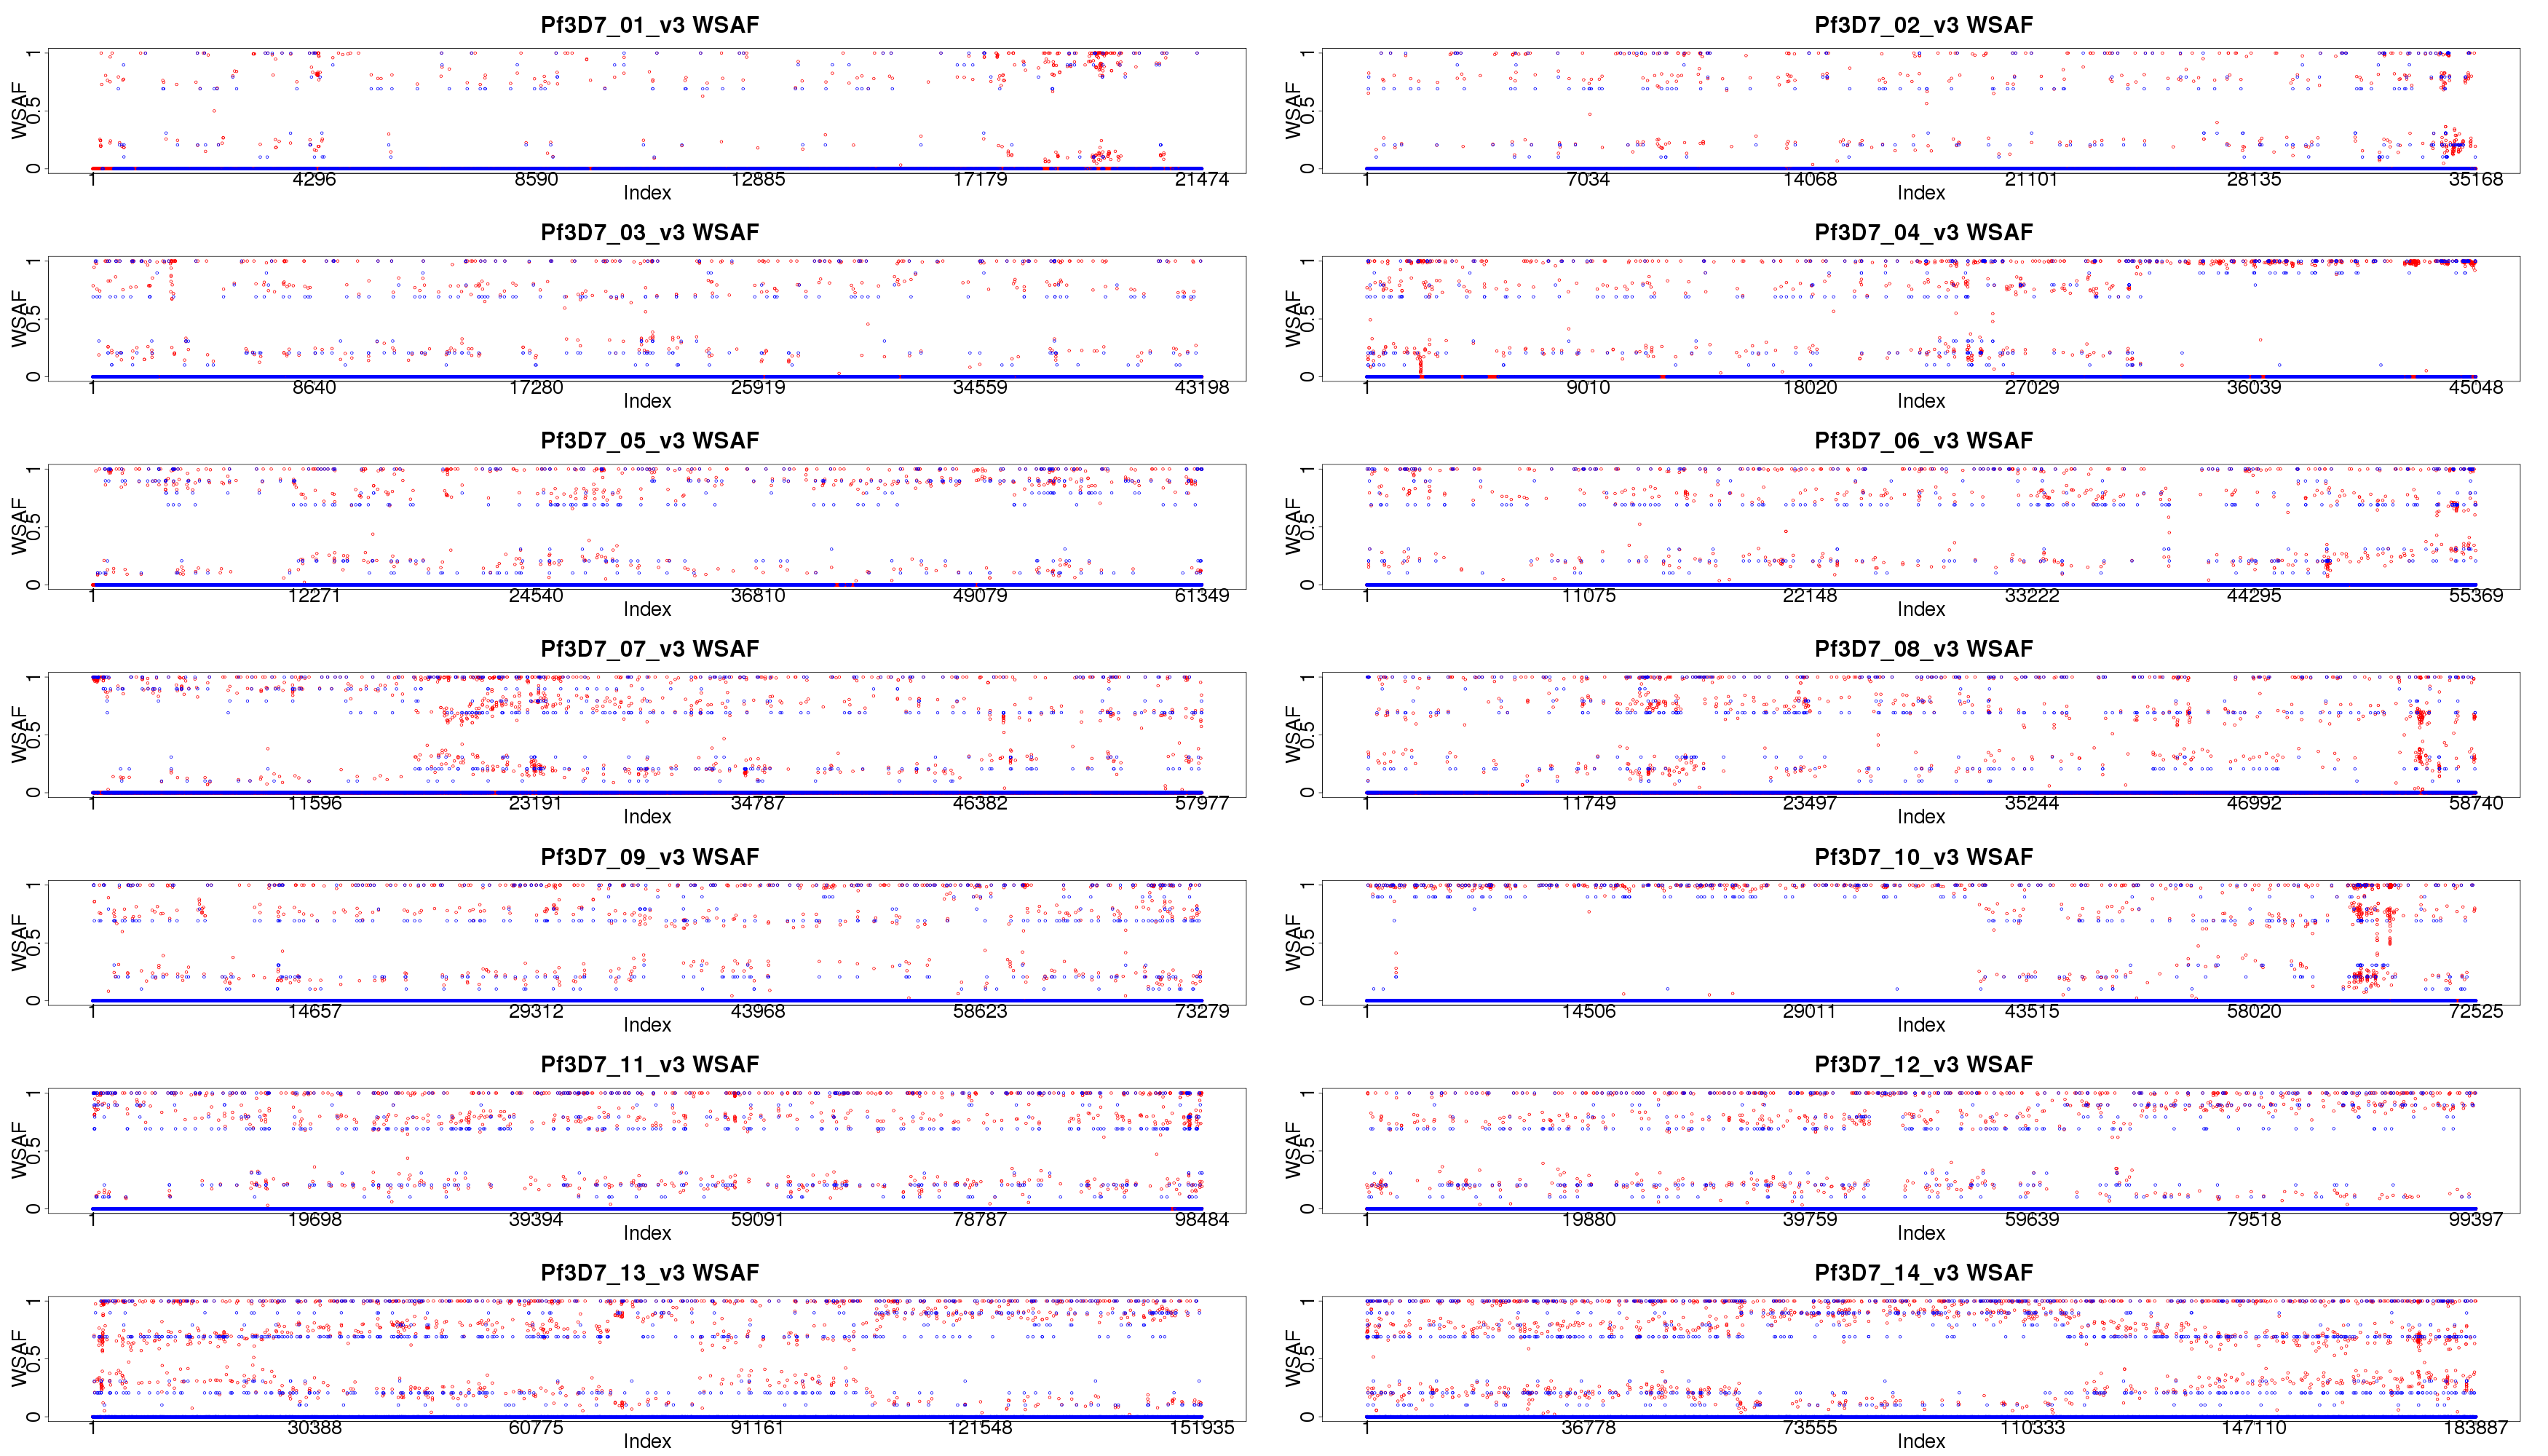 Pf3D7_01_v3 WSAF
WSAF
0 0.5 1
1 4296 8590 12885 17179 21474
Index
Pf3D7_02_v3 WSAF
WSAF
0 0.5 1
1 7034 14068 21101 28135 35168
Index
Pf3D7_03_v3 WSAF
WSAF
0 0.5 1
1 8640 17280 25919 34559 43198
Index
Pf3D7_04_v3 WSAF
WSAF
0 0.5 1
1 9010 18020 27029 36039 45048
Index
Pf3D7_05_v3 WSAF
WSAF
0 0.5 1
1 12271 24540 36810 49079 61349
Index
Pf3D7_06_v3 WSAF
WSAF
0 0.5 1
1 11075 22148 33222 44295 55369
Index
Pf3D7_07_v3 WSAF
WSAF
0 0.5 1
1 11596 23191 34787 46382 57977
Index
Pf3D7_08_v3 WSAF
WSAF
0 0.5 1
1 11749 23497 35244 46992 58740
Index
Pf3D7_09_v3 WSAF
WSAF
0 0.5 1
1 14657 29312 43968 58623 73279
Index
Pf3D7_10_v3 WSAF
WSAF
0 0.5 1
1 14506 29011 43515 58020 72525
Index
Pf3D7_11_v3 WSAF
WSAF
0 0.5 1
1 19698 39394 59091 78787 98484
Index
Pf3D7_12_v3 WSAF
WSAF
0 0.5 1
1 19880 39759 59639 79518 99397
Index
Pf3D7_13_v3 WSAF
WSAF
0 0.5 1
1 30388 60775 91161 121548 151935
Index
Pf3D7_14_v3 WSAF
WSAF
0 0.5 1
1 36778 73555 110333 147110 183887
Index